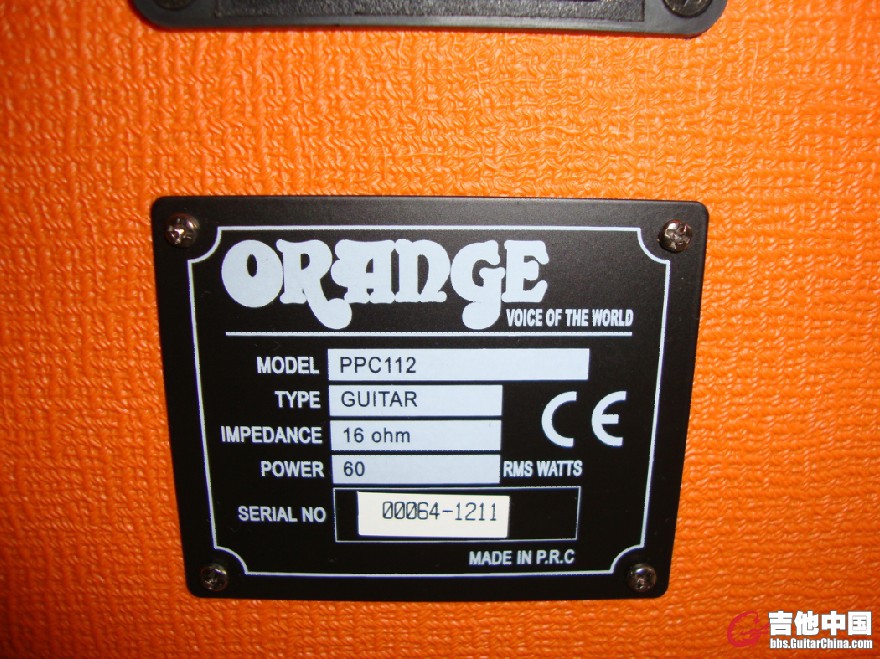 ORANGE
VOICE OF THE WORLD
MODEL PPC112
TYPE GUITAR
IMPEDANCE 16 ohm
POWER 60 RMS WATTS
CE
SERIAL NO 00064-1211
MADE IN P.R.C
吉他中国
bbs.GuitarChina.com